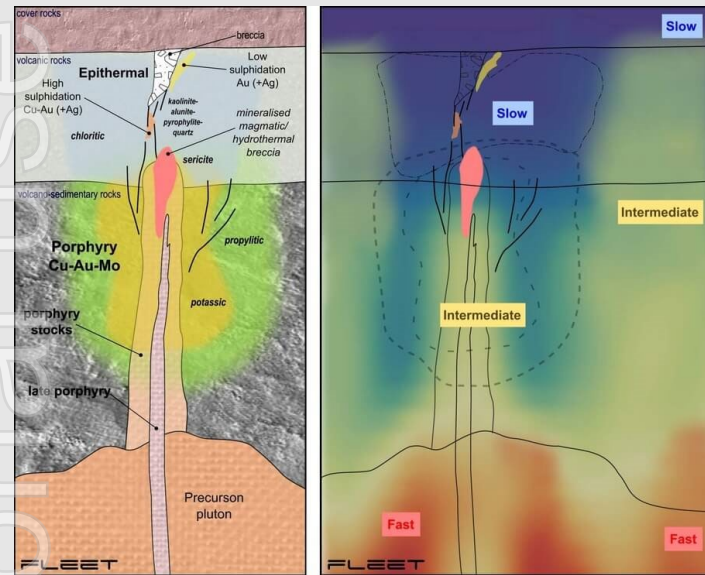 cover rocks
breccia
volcanic rocks
Epithermal
Low
sulphidation
Au (+Ag)
High
sulphidation
Cu-Au (+Ag)
kaolinite-
alunite-
pyrophylite-
quartz
mineralised
magmatic/
hydrothermal
breccia
chloritic
sericite
volcano-sedimentary rocks
Porphyry
Cu-Au-Mo
propylitic
potassic
porphyry
stocks
late porphyry
Precurson
pluton
FLEET
Slow
Slow
Intermediate
Intermediate
Fast
Fast
FLEET